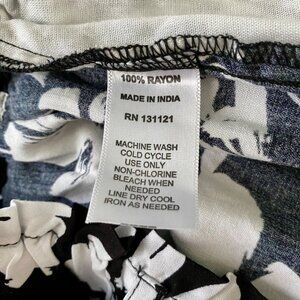 100% RAYON
MADE IN INDIA
RN 131121
MACHINE WASH
COLD CYCLE
USE ONLY
NON-CHLORINE
BLEACH WHEN
NEEDED
LINE DRY COOL
IRON AS NEEDED